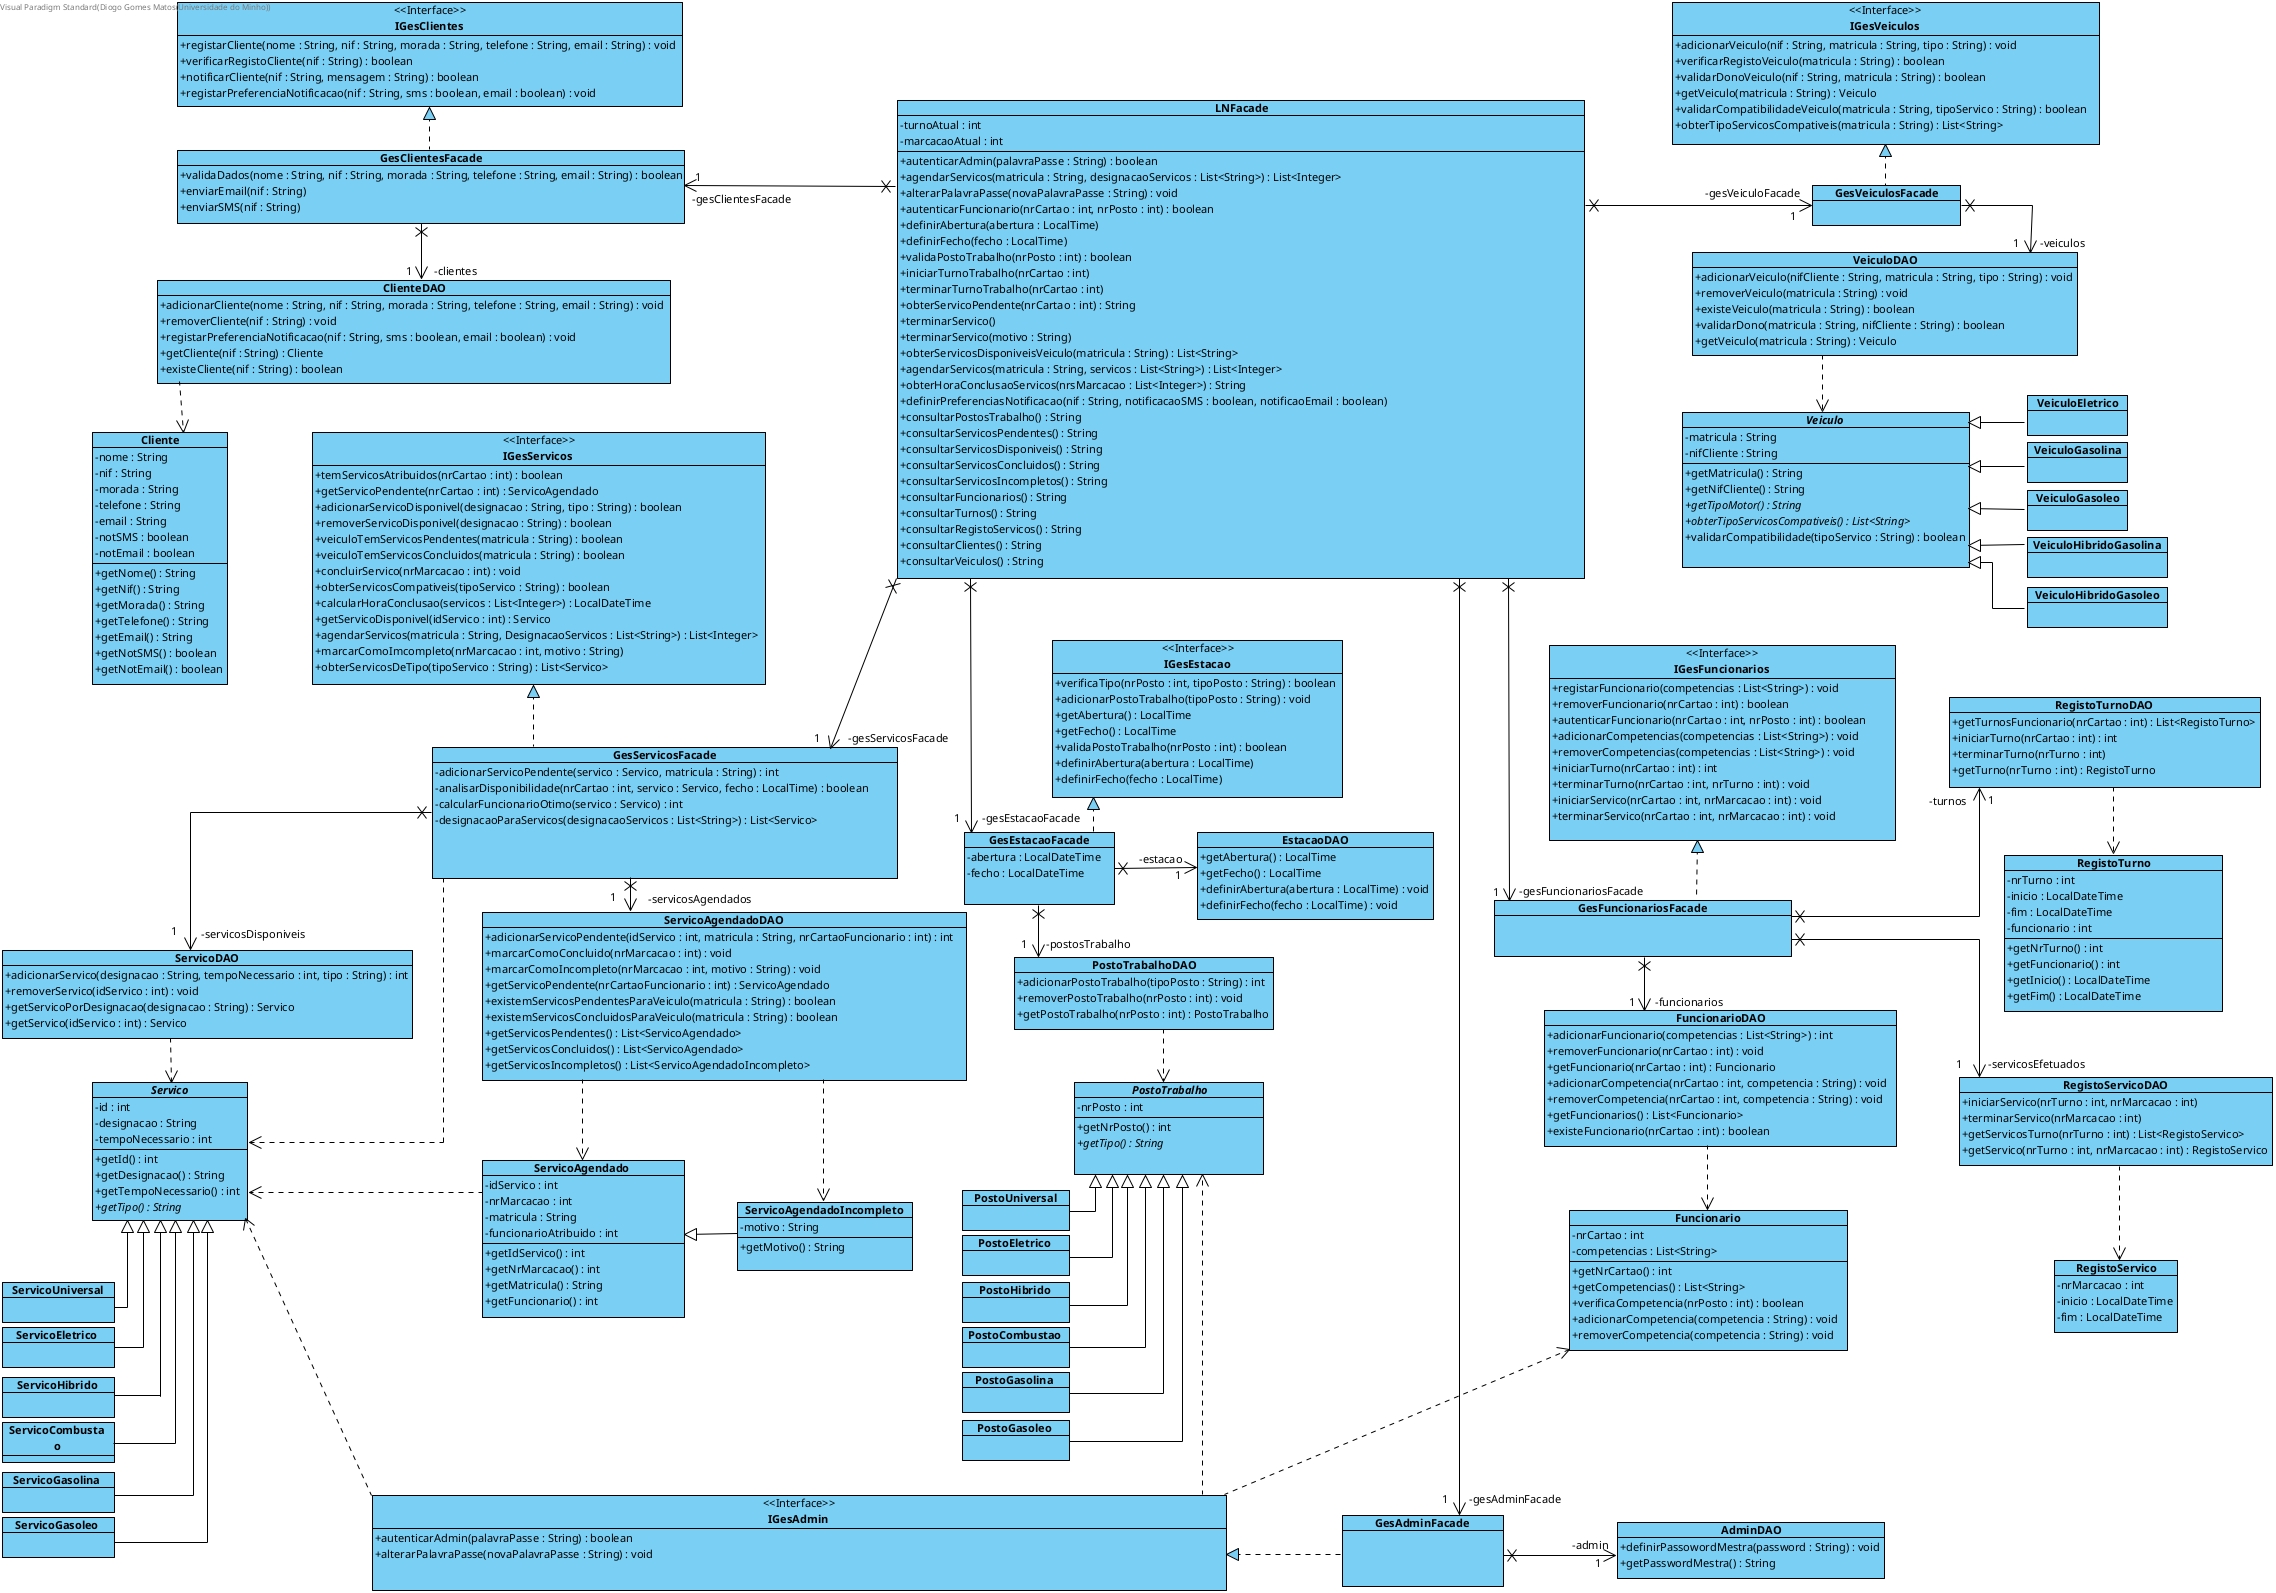 Visual Paradigm Standard(Diogo Gomes Matos(Universidade do Minho))
<<Interface>>
IGesClientes
+registarCliente(nome : String, nif : String, morada : String, telefone : String, email : String) : void
+verificarRegistoCliente(nif : String) : boolean
+notificarCliente(nif : String, mensagem : String) : boolean
+registarPreferenciaNotificacao(nif : String, sms : boolean, email : boolean) : void
<<Interface>>
IGesVeiculos
+adicionarVeiculo(nif : String, matricula : String, tipo : String) : void
+verificarRegistoVeiculo(matricula : String) : boolean
+validarDonoVeiculo(nif : String, matricula : String) : boolean
+getVeiculo(matricula : String) : Veiculo
+validarCompatibilidadeVeiculo(matricula : String, tipoServico : String) : boolean
+obterTipoServicosCompativeis(matricula : String) : List<String>
LNFacade
-turnoAtual : int
-marcacaoAtual : int
+autenticarAdmin(palavraPasse : String) : boolean
+agendarServicos(matricula : String, designacaoServicos : List<String>) : List<Integer>
+alterarPalavraPasse(novaPalavraPasse : String) : void
+autenticarFuncionario(nrCartao : int, nrPosto : int) : boolean
+definirAbertura(abertura : LocalTime)
+definirFecho(fecho : LocalTime)
+validaPostoTrabalho(nrPosto : int) : boolean
+iniciarTurnoTrabalho(nrCartao : int)
+terminarTurnoTrabalho(nrCartao : int)
+obterServicoPendente(nrCartao : int) : String
+terminarServico()
+terminarServico(motivo : String)
+obterServicosDisponiveisVeiculo(matricula : String) : List<String>
+agendarServicos(matricula : String, servicos : List<String>) : List<Integer>
+obterHoraConclusaoServicos(nrsMarcacao : List<Integer>) : String
+definirPreferenciasNotificacao(nif : String, notificacaoSMS : boolean, notificaoEmail : boolean)
+consultarPostosTrabalho() : String
+consultarServicosPendentes() : String
+consultarServicosDisponiveis() : String
+consultarServicosConcluidos() : String
+consultarServicosIncompletos() : String
+consultarFuncionarios() : String
+consultarTurnos() : String
+consultarRegistoServicos() : String
+consultarClientes() : String
+consultarVeiculos() : String
GesClientesFacade
+validaDados(nome : String, nif : String, morada : String, telefone : String, email : String) : boolean
+enviarEmail(nif : String)
+enviarSMS(nif : String)
1
-gesClientesFacade
-gesVeiculoFacade
1
GesVeiculosFacade
1
-veiculos
1
-clientes
ClienteDAO
+adicionarCliente(nome : String, nif : String, morada : String, telefone : String, email : String) : void
+removerCliente(nif : String) : void
+registarPreferenciaNotificacao(nif : String, sms : boolean, email : boolean) : void
+getCliente(nif : String) : Cliente
+existeCliente(nif : String) : boolean
VeiculoDAO
+adicionarVeiculo(nifCliente : String, matricula : String, tipo : String) : void
+removerVeiculo(matricula : String) : void
+existeVeiculo(matricula : String) : boolean
+validarDono(matricula : String, nifCliente : String) : boolean
+getVeiculo(matricula : String) : Veiculo
Cliente
-nome : String
-nif : String
-morada : String
-telefone : String
-email : String
-notSMS : boolean
-notEmail : boolean
+getNome() : String
+getNif() : String
+getMorada() : String
+getTelefone() : String
+getEmail() : String
+getNotSMS() : boolean
+getNotEmail() : boolean
<<Interface>>
IGesServicos
+temServicosAtribuidos(nrCartao : int) : boolean
+getServicoPendente(nrCartao : int) : ServicoAgendado
+adicionarServicoDisponivel(designacao : String, tipo : String) : boolean
+removerServicoDisponivel(designacao : String) : boolean
+veiculoTemServicosPendentes(matricula : String) : boolean
+veiculoTemServicosConcluidos(matricula : String) : boolean
+concluirServico(nrMarcacao : int) : void
+obterServicosCompativeis(tipoServico : String) : boolean
+calcularHoraConclusao(servicos : List<Integer>) : LocalDateTime
+getServicoDisponivel(idServico : int) : Servico
+agendarServicos(matricula : String, DesignacaoServicos : List<String>) : List<Integer>
+marcarComoImcompleto(nrMarcacao : int, motivo : String)
+obterServicosDeTipo(tipoServico : String) : List<Servico>
Veiculo
-matricula : String
-nifCliente : String
+getMatricula() : String
+getNifCliente() : String
+getTipoMotor() : String
+obterTipoServicosCompativeis() : List<String>
+validarCompatibilidade(tipoServico : String) : boolean
VeiculoEletrico
VeiculoGasolina
VeiculoGasoleo
VeiculoHibridoGasolina
VeiculoHibridoGasoleo
<<Interface>>
IGesEstacao
+verificaTipo(nrPosto : int, tipoPosto : String) : boolean
+adicionarPostoTrabalho(tipoPosto : String) : void
+getAbertura() : LocalTime
+getFecho() : LocalTime
+validaPostoTrabalho(nrPosto : int) : boolean
+definirAbertura(abertura : LocalTime)
+definirFecho(fecho : LocalTime)
<<Interface>>
IGesFuncionarios
+registarFuncionario(competencias : List<String>) : void
+removerFuncionario(nrCartao : int) : boolean
+autenticarFuncionario(nrCartao : int, nrPosto : int) : boolean
+adicionarCompetencias(competencias : List<String>) : void
+removerCompetencias(competencias : List<String>) : void
+iniciarTurno(nrCartao : int) : int
+terminarTurno(nrCartao : int, nrTurno : int) : void
+iniciarServico(nrCartao : int, nrMarcacao : int) : void
+terminarServico(nrCartao : int, nrMarcacao : int) : void
RegistoTurnoDAO
+getTurnosFuncionario(nrCartao : int) : List<RegistoTurno>
+iniciarTurno(nrCartao : int) : int
+terminarTurno(nrTurno : int)
+getTurno(nrTurno : int) : RegistoTurno
-turnos
1
1
-gesServicosFacade
GesServicosFacade
-adicionarServicoPendente(servico : Servico, matricula : String) : int
-analisarDisponibilidade(nrCartao : int, servico : Servico, fecho : LocalTime) : boolean
-calcularFuncionarioOtimo(servico : Servico) : int
-designacaoParaServicos(designacaoServicos : List<String>) : List<Servico>
1
-gesEstacaoFacade
GesEstacaoFacade
-abertura : LocalDateTime
-fecho : LocalDateTime
-estacao
1
EstacaoDAO
+getAbertura() : LocalTime
+getFecho() : LocalTime
+definirAbertura(abertura : LocalTime) : void
+definirFecho(fecho : LocalTime) : void
RegistoTurno
-nrTurno : int
-inicio : LocalDateTime
-fim : LocalDateTime
-funcionario : int
+getNrTurno() : int
+getFuncionario() : int
+getInicio() : LocalDateTime
+getFim() : LocalDateTime
1
-gesFuncionariosFacade
GesFuncionariosFacade
1
-servicosAgendados
1
-servicosDisponiveis
1
-postosTrabalho
ServicoDAO
+adicionarServico(designacao : String, tempoNecessario : int, tipo : String) : int
+removerServico(idServico : int) : void
+getServicoPorDesignacao(designacao : String) : Servico
+getServico(idServico : int) : Servico
ServicoAgendadoDAO
+adicionarServicoPendente(idServico : int, matricula : String, nrCartaoFuncionario : int) : int
+marcarComoConcluido(nrMarcacao : int) : void
+marcarComoIncompleto(nrMarcacao : int, motivo : String) : void
+getServicoPendente(nrCartaoFuncionario : int) : ServicoAgendado
+existemServicosPendentesParaVeiculo(matricula : String) : boolean
+existemServicosConcluidosParaVeiculo(matricula : String) : boolean
+getServicosPendentes() : List<ServicoAgendado>
+getServicosConcluidos() : List<ServicoAgendado>
+getServicosIncompletos() : List<ServicoAgendadoIncompleto>
PostoTrabalhoDAO
+adicionarPostoTrabalho(tipoPosto : String) : int
+removerPostoTrabalho(nrPosto : int) : void
+getPostoTrabalho(nrPosto : int) : PostoTrabalho
1
-funcionarios
FuncionarioDAO
+adicionarFuncionario(competencias : List<String>) : int
+removerFuncionario(nrCartao : int) : void
+getFuncionario(nrCartao : int) : Funcionario
+adicionarCompetencia(nrCartao : int, competencia : String) : void
+removerCompetencia(nrCartao : int, competencia : String) : void
+getFuncionarios() : List<Funcionario>
+existeFuncionario(nrCartao : int) : boolean
1
-servicosEfetuados
RegistoServicoDAO
+iniciarServico(nrTurno : int, nrMarcacao : int)
+terminarServico(nrMarcacao : int)
+getServicosTurno(nrTurno : int) : List<RegistoServico>
+getServico(nrTurno : int, nrMarcacao : int) : RegistoServico
Servico
-id : int
-designacao : String
-tempoNecessario : int
+getId() : int
+getDesignacao() : String
+getTempoNecessario() : int
+getTipo() : String
PostoTrabalho
-nrPosto : int
+getNrPosto() : int
+getTipo() : String
ServicoAgendado
-idServico : int
-nrMarcacao : int
-matricula : String
-funcionarioAtribuido : int
+getIdServico() : int
+getNrMarcacao() : int
+getMatricula() : String
+getFuncionario() : int
ServicoAgendadoIncompleto
-motivo : String
+getMotivo() : String
PostoUniversal
PostoEletrico
PostoHibrido
PostoCombustao
PostoGasolina
PostoGasoleo
Funcionario
-nrCartao : int
-competencias : List<String>
+getNrCartao() : int
+getCompetencias() : List<String>
+verificaCompetencia(nrPosto : int) : boolean
+adicionarCompetencia(competencia : String) : void
+removerCompetencia(competencia : String) : void
RegistoServico
-nrMarcacao : int
-inicio : LocalDateTime
-fim : LocalDateTime
ServicoUniversal
ServicoEletrico
ServicoHibrido
ServicoCombusta
o
ServicoGasolina
ServicoGasoleo
<<Interface>>
IGesAdmin
+autenticarAdmin(palavraPasse : String) : boolean
+alterarPalavraPasse(novaPalavraPasse : String) : void
1
-gesAdminFacade
GesAdminFacade
-admin
1
AdminDAO
+definirPassowordMestra(password : String) : void
+getPasswordMestra() : String